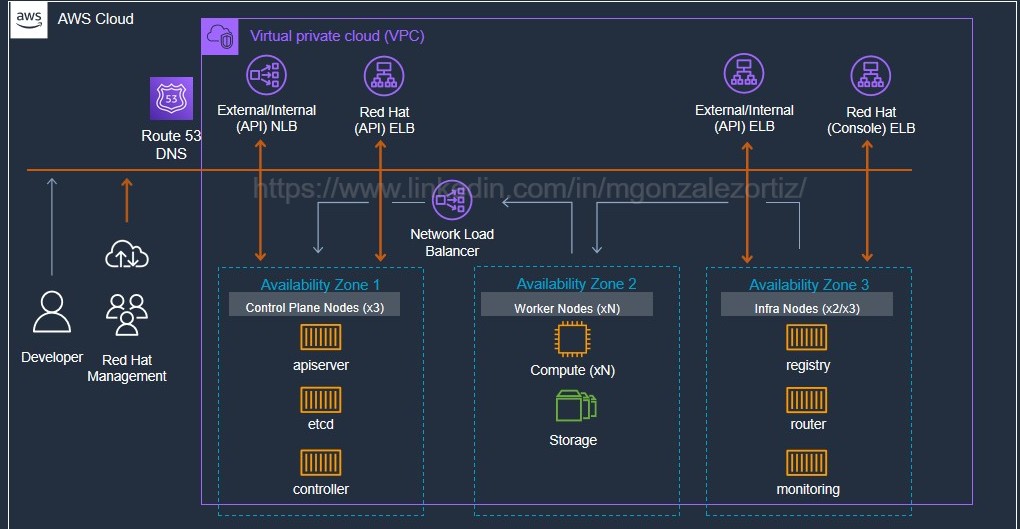 aws
AWS Cloud
Virtual private cloud (VPC)
53
Route 53
DNS
External/Internal
(API) NLB
Red Hat
(API) ELB
External/Internal
(API) ELB
Red Hat
(Console) ELB
https://www.linkedin.com/in/mgonzalezortiz/
Network Load
Balancer
Developer
Red Hat
Management
Availability Zone 1
Control Plane Nodes (x3)
apiserver
etcd
controller
Availability Zone 2
Worker Nodes (xN)
Compute (xN)
Storage
Availability Zone 3
Infra Nodes (x2/x3)
registry
router
monitoring